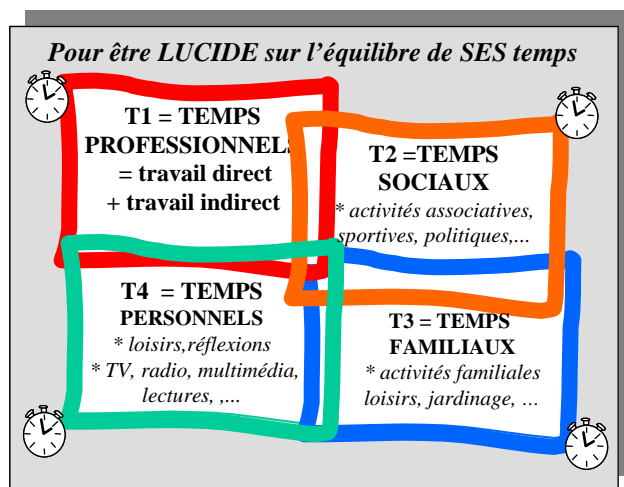 Pour être LUCIDE sur l’équilibre de SES temps
T1 = TEMPS
PROFESSIONNELS
= travail direct
+ travail indirect
T2 =TEMPS
SOCIAUX
* activités associatives,
sportives, politiques,...
T4 = TEMPS
PERSONNELS
* loisirs,réflexions
* TV, radio, multimédia,
lectures, ,...
T3 = TEMPS
FAMILIAUX
* activités familiales
loisirs, jardinage, …